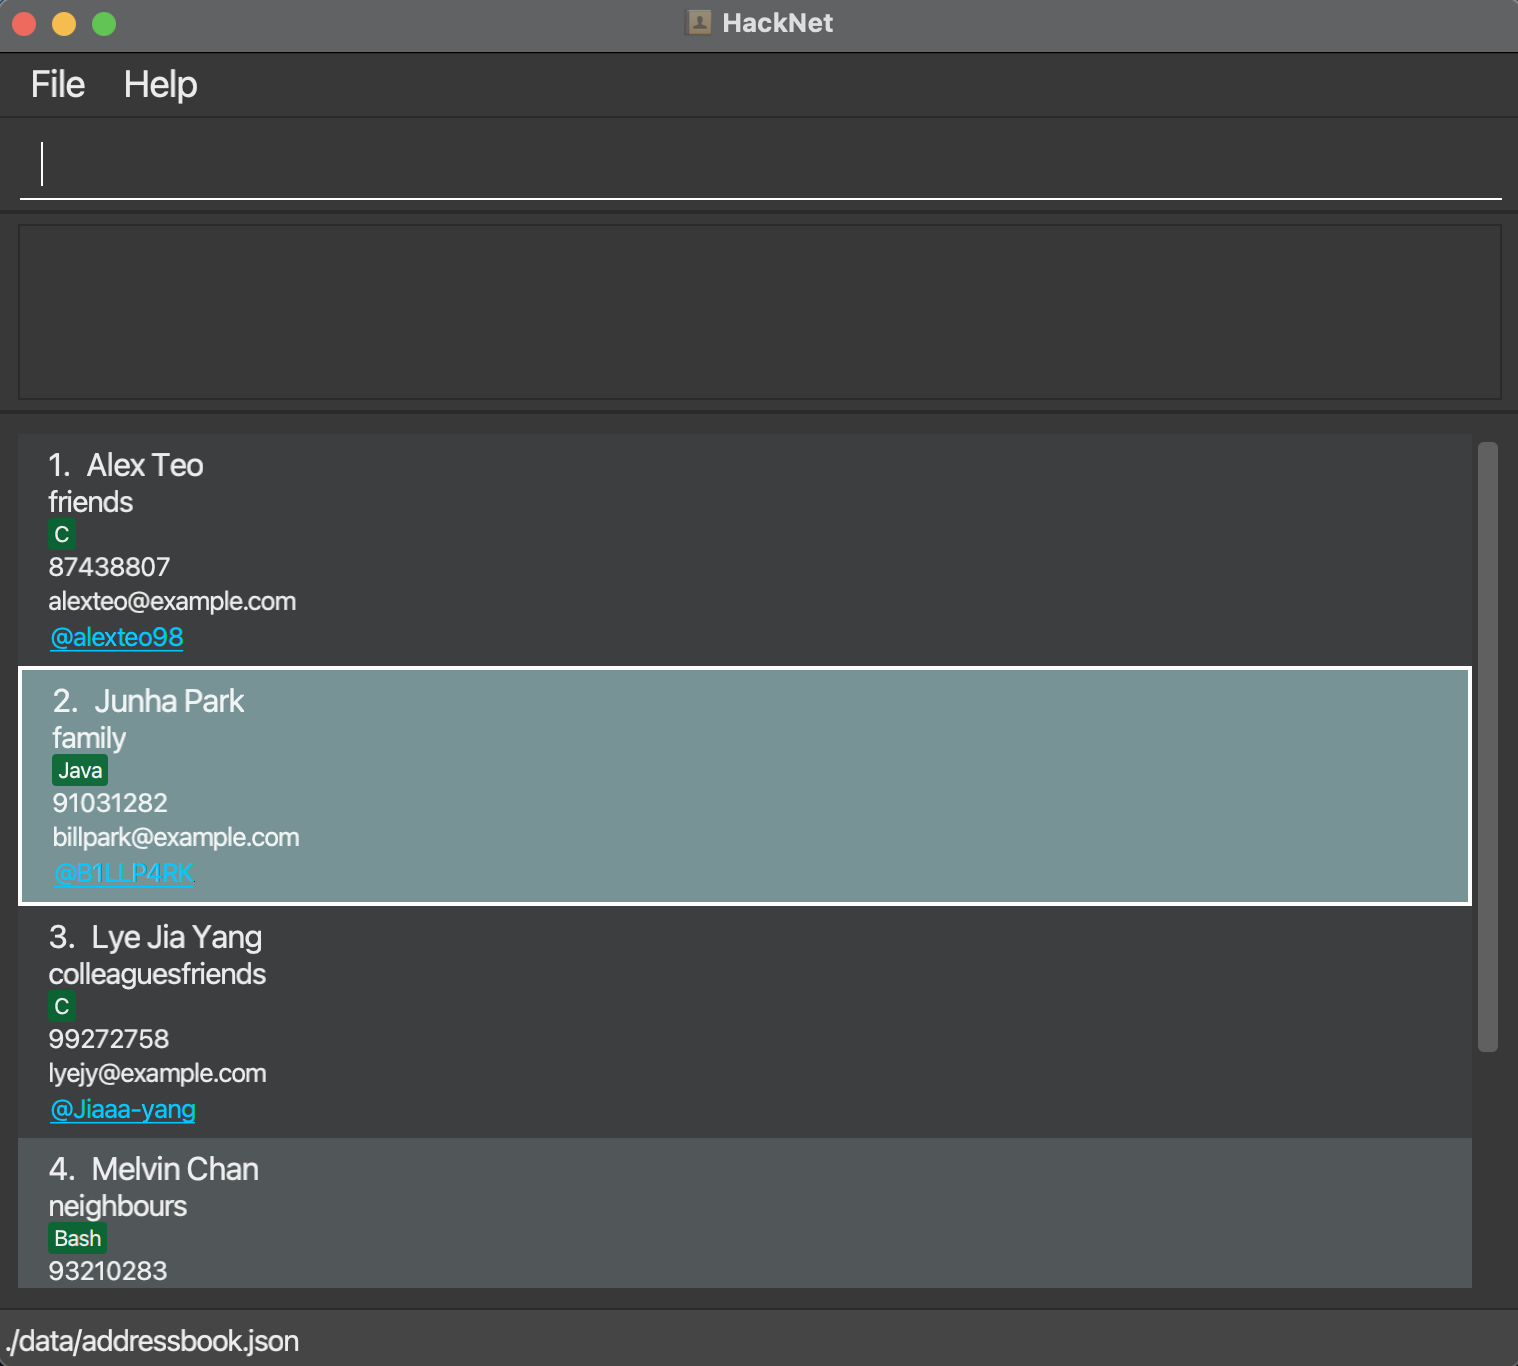 HackNet
File Help
1. Alex Teo
friends
C
87438807
alexteo@example.com
@alexteo98
2. Junha Park
family
Java
91031282
billpark@example.com
@B1LLP4RK
3. Lye Jia Yang
colleaguesfriends
C
99272758
lyejy@example.com
@Jiaaa-yang
4. Melvin Chan
neighbours
Bash
93210283
./data/addressbook.json